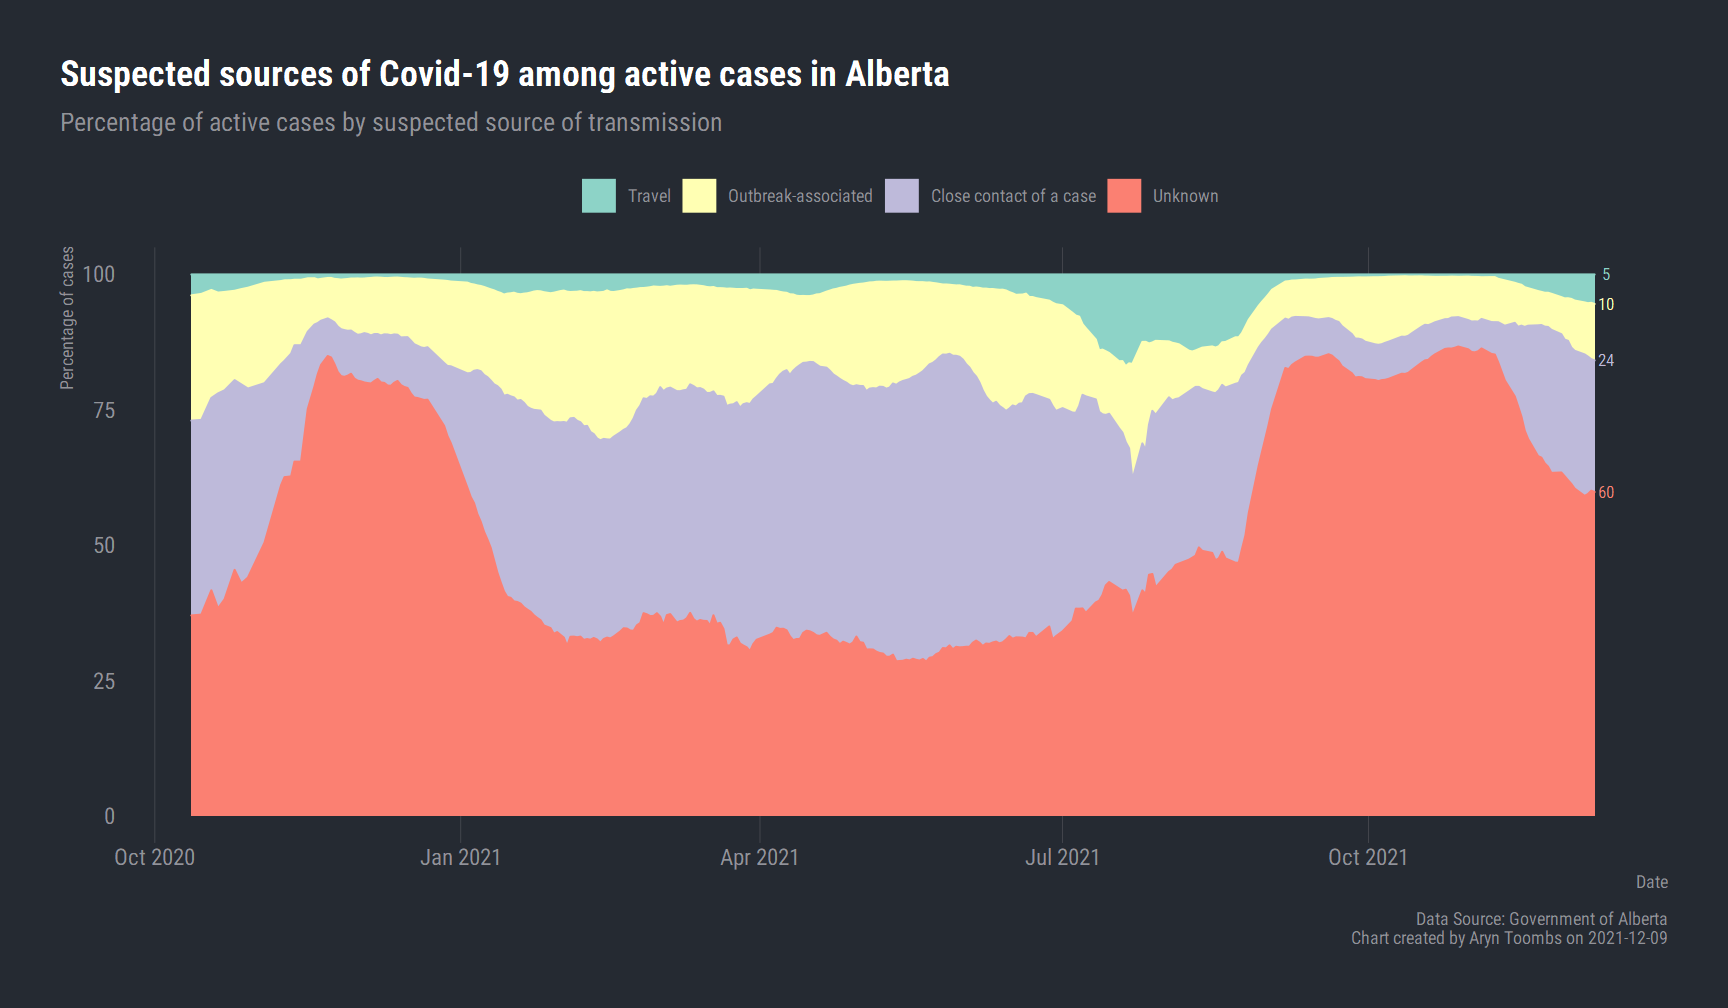 Suspected sources of Covid-19 among active cases in Alberta
Percentage of active cases by suspected source of transmission
Travel
Outbreak-associated
Close contact of a case
Unknown
Percentage of cases
100
75
50
25
0
5
10
24
60
Oct 2020
Jan 2021
Apr 2021
Jul 2021
Oct 2021
Date
Data Source: Government of Alberta
Chart created by Aryn Toombs on 2021-12-09